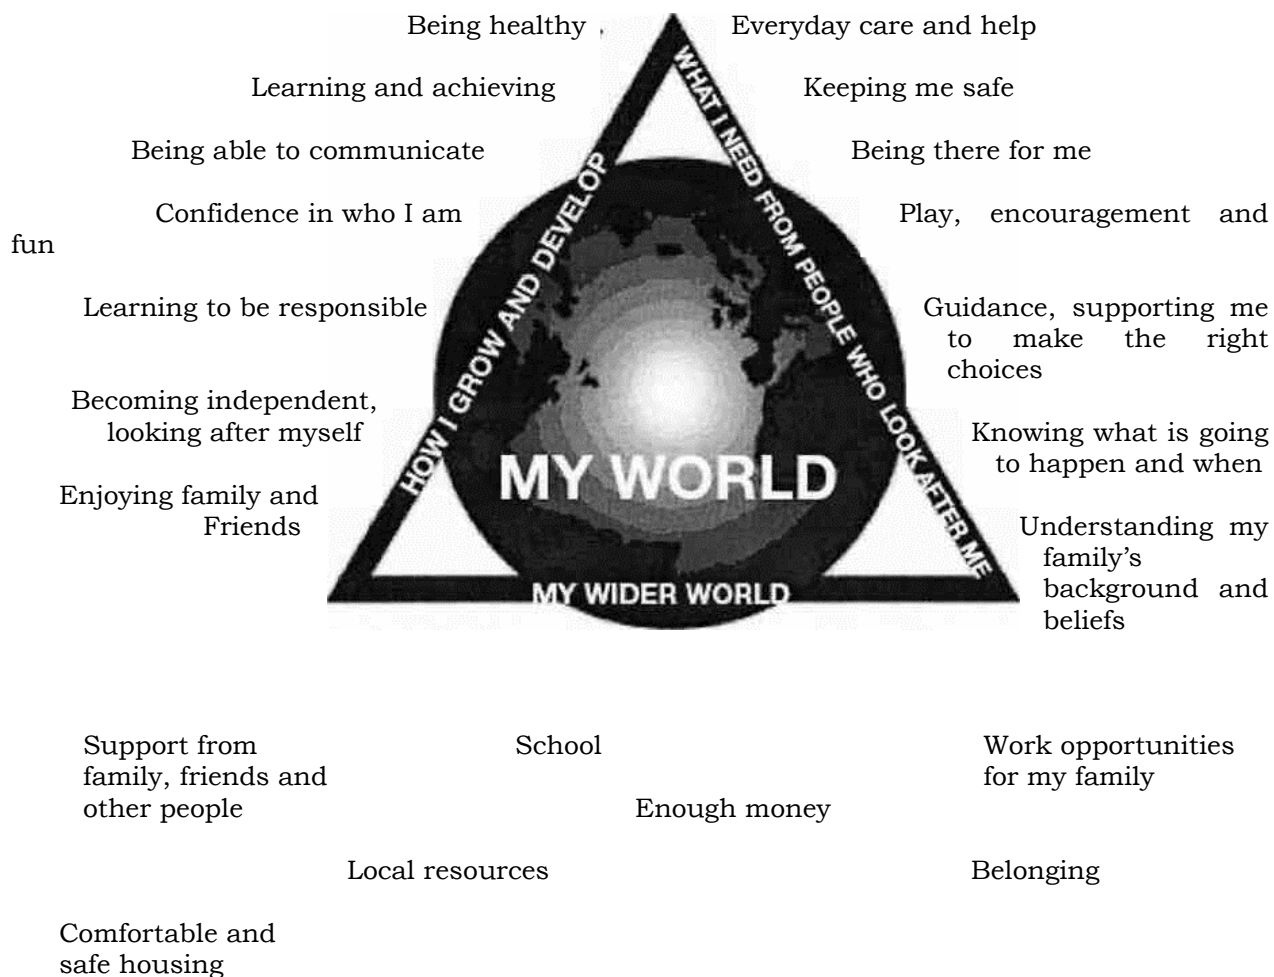 Being healthy , Everyday care and help
Learning and achieving Keeping me safe
Being able to communicate Being there for me
Confidence in who I am Play, encouragement and
fun
Learning to be responsible Guidance, supporting me
to make the right
choices
Becoming independent,
looking after myself Knowing what is going
to happen and when
Enjoying family and
Friends Understanding my
family’s
background and
beliefs
HOW I GROW AND DEVELOP
WHAT I NEED FROM PEOPLE WHO LOOK AFTER ME
MY WORLD
MY WIDER WORLD
Support from School Work opportunities
family, friends and for my family
other people Enough money
Local resources Belonging
Comfortable and
safe housing